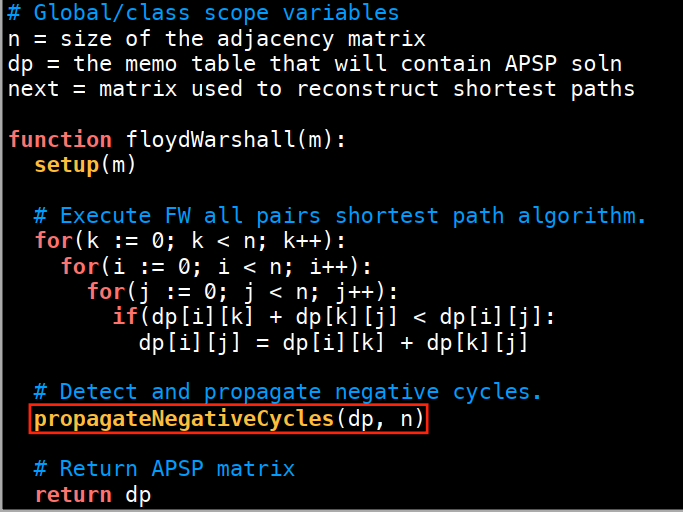 # Global/class scope variables
n = size of the adjacency matrix
dp = the memo table that will contain APSP soln
next = matrix used to reconstruct shortest paths
function floydWarshall(m):
setup(m)
# Execute FW all pairs shortest path algorithm.
for(k := 0; k < n; k++):
for(i := 0; i < n; i++):
for(j := 0; j < n; j++):
if(dp[i][k] + dp[k][j] < dp[i][j]:
dp[i][j] = dp[i][k] + dp[k][j]
# Detect and propagate negative cycles.
propagateNegativeCycles(dp, n)
# Return APSP matrix
return dp